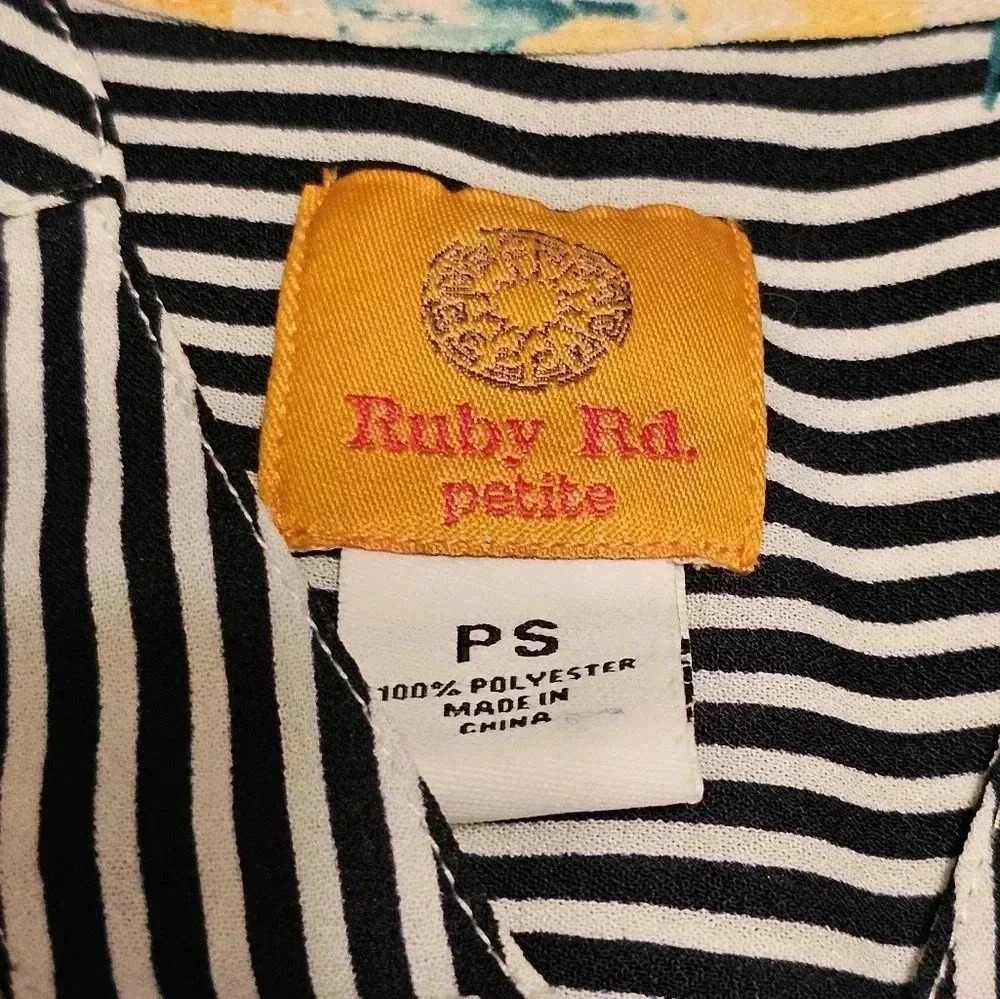 Ruby Rd.
petite
PS
100% POLYESTER
MADE IN
CHINA